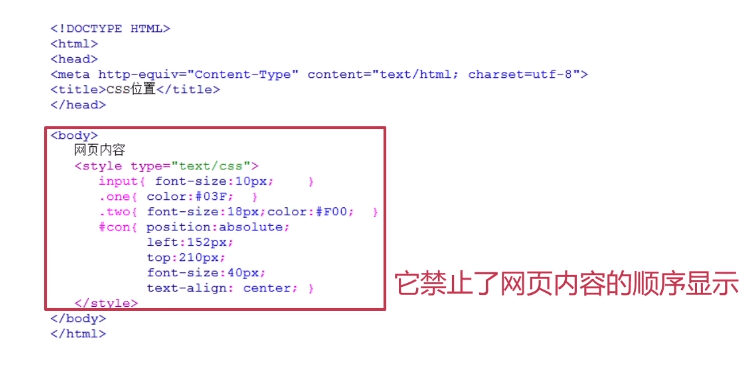 <!DOCTYPE HTML>
<html>
<head>
<meta http-equiv="Content-Type" content="text/html; charset=utf-8">
<title>CSS位置</title>
</head>
<body>
网页内容
<style type="text/css">
input{ font-size:10px; }
.one{ color:#03F; }
.two{ font-size:18px;color:#F00; }
#con{ position:absolute;
left:152px;
top:210px;
font-size:40px;
text-align: center; }
</style>
它禁止了网页内容的顺序显示
</body>
</html>